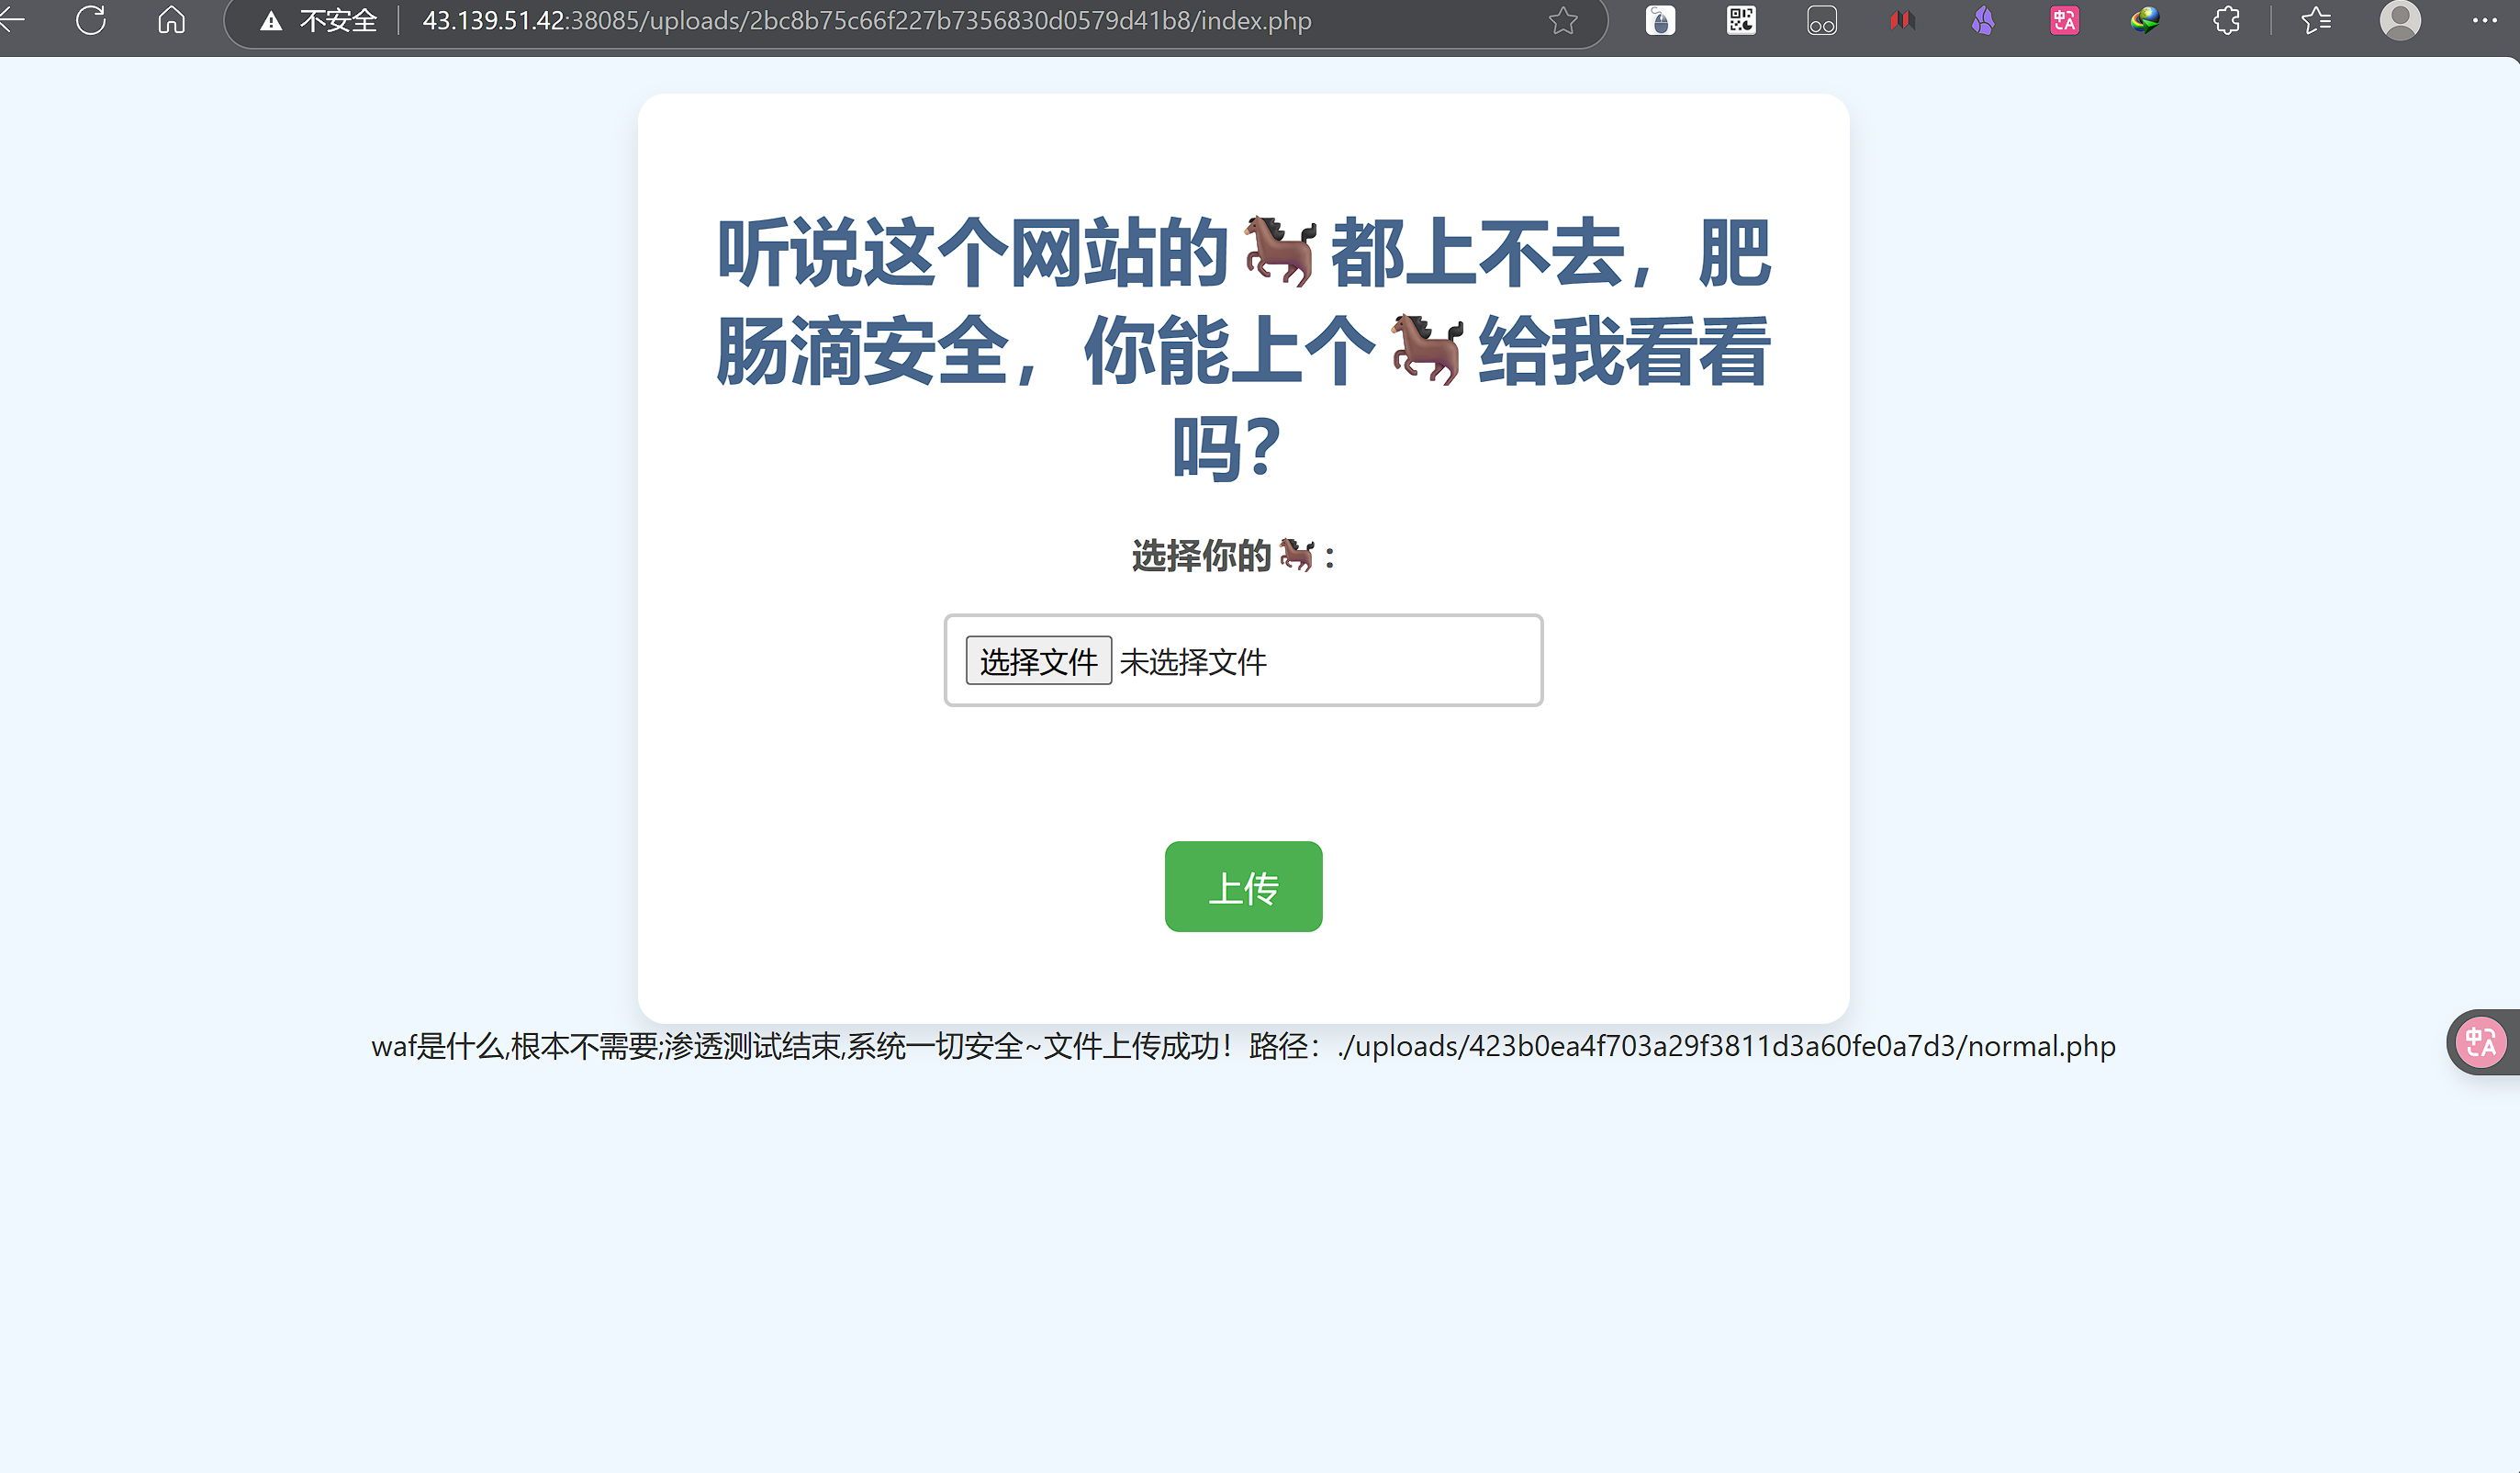 不安全 43.139.51.42:38085/uploads/2bc8b75c66f227b7356830d0579d41b8/index.php
听说这个网站的🐎都上不去，肥
肠滴安全，你能上个🐎给我看看
吗？
选择你的🐎：
选择文件 未选择文件
上传
waf是什么,根本不需要;渗透测试结束,系统一切安全~文件上传成功！路径：./uploads/423b0ea4f703a29f3811d3a60fe0a7d3/normal.php